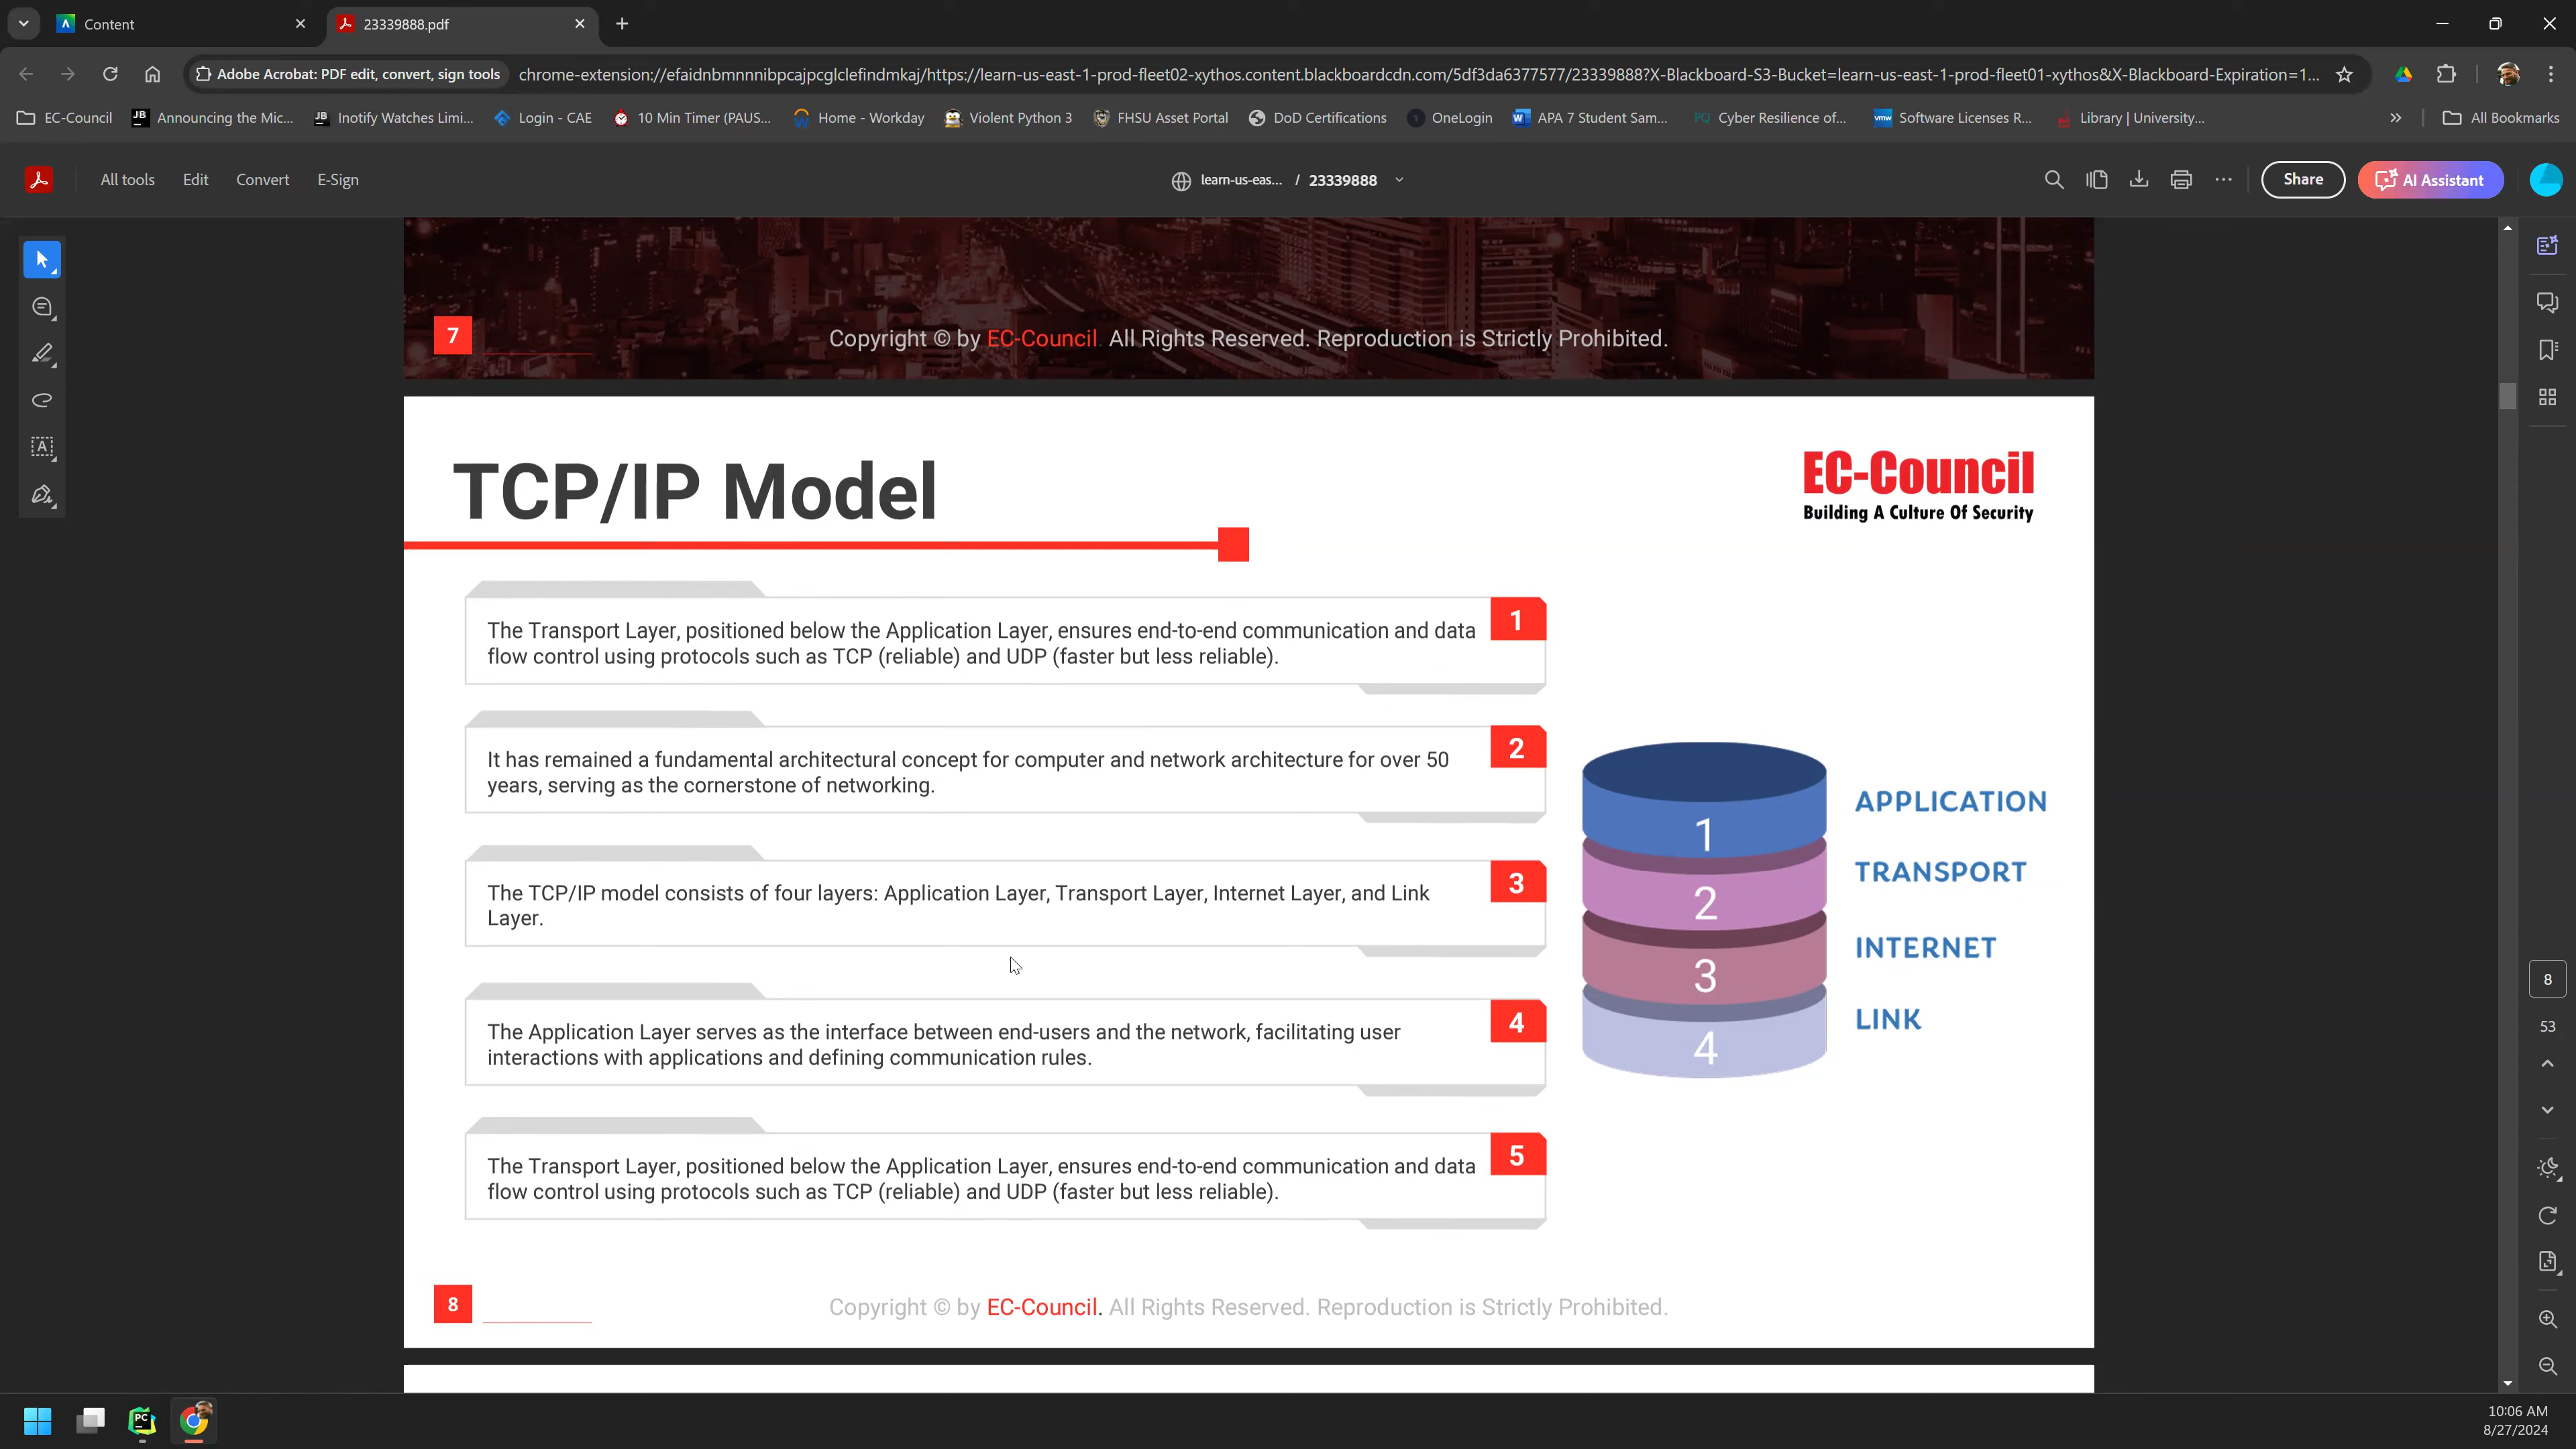 Content
23339888.pdf
Adobe Acrobat: PDF edit, convert, sign tools
chrome-extension://efaidnbmnnnibpcajpcglclefindmkaj/https://learn-us-east-1-prod-fleet02-xythos.content.blackboardcdn.com/5df3da6377577/23339888?X-Blackboard-S3-Bucket=learn-us-east-1-prod-fleet01-xythos&X-Blackboard-Expiration=1...
EC-Council
JB Announcing the Mic...
JB Inotify Watches Limi...
Login - CAE
10 Min Timer (PAUS...
Home - Workday
Violent Python 3
FHSU Asset Portal
DoD Certifications
OneLogin
APA 7 Student Sam...
PQ Cyber Resilience of...
vmw Software Licenses R...
Library | University...
All Bookmarks
All tools
Edit
Convert
E-Sign
learn-us-eas... / 23339888
Share
AI Assistant
7
Copyright © by EC-Council. All Rights Reserved. Reproduction is Strictly Prohibited.
TCP/IP Model
EC-Council
Building A Culture Of Security
1
The Transport Layer, positioned below the Application Layer, ensures end-to-end communication and data
flow control using protocols such as TCP (reliable) and UDP (faster but less reliable).
2
It has remained a fundamental architectural concept for computer and network architecture for over 50
years, serving as the cornerstone of networking.
3
The TCP/IP model consists of four layers: Application Layer, Transport Layer, Internet Layer, and Link
Layer.
4
The Application Layer serves as the interface between end-users and the network, facilitating user
interactions with applications and defining communication rules.
5
The Transport Layer, positioned below the Application Layer, ensures end-to-end communication and data
flow control using protocols such as TCP (reliable) and UDP (faster but less reliable).
1 APPLICATION
2 TRANSPORT
3 INTERNET
4 LINK
8
Copyright © by EC-Council. All Rights Reserved. Reproduction is Strictly Prohibited.
8
53
PC
10:06 AM
8/27/2024